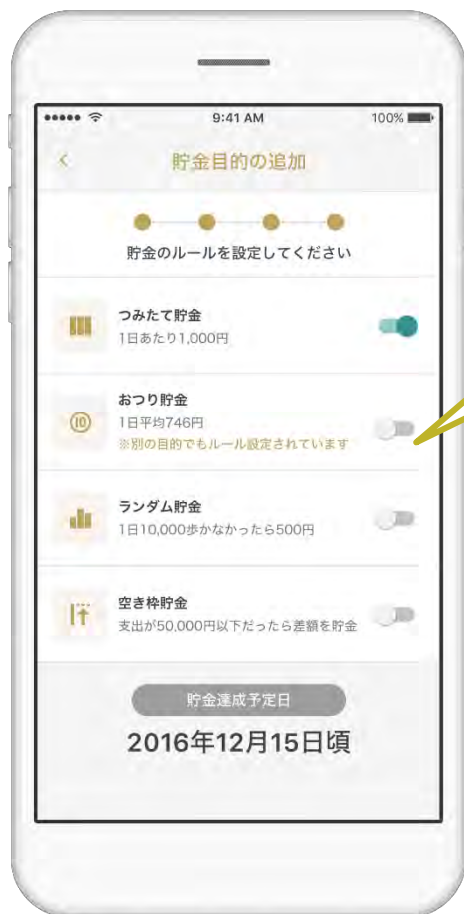 9:41 AM 100%
貯金目的の追加
貯金のルールを設定してください
つみたて貯金
1日あたり1,000円
おつり貯金
1日平均746円
※別の目的でもルール設定されています
10
ランダム貯金
1日10,000歩かなかったら500円
空き枠貯金
支出が50,000円以下だったら差額を貯金
貯金達成予定日
2016年12月15日頃